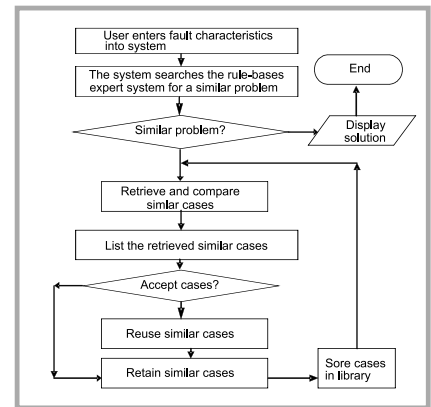 User enters fault characteristics
into system
The system searches the rule-bases
expert system for a similar problem
End
Similar problem?
Display
solution
Retrieve and compare
similar cases
List the retrieved similar cases
Accept cases?
Reuse similar cases
Retain similar cases
Sore cases
in library